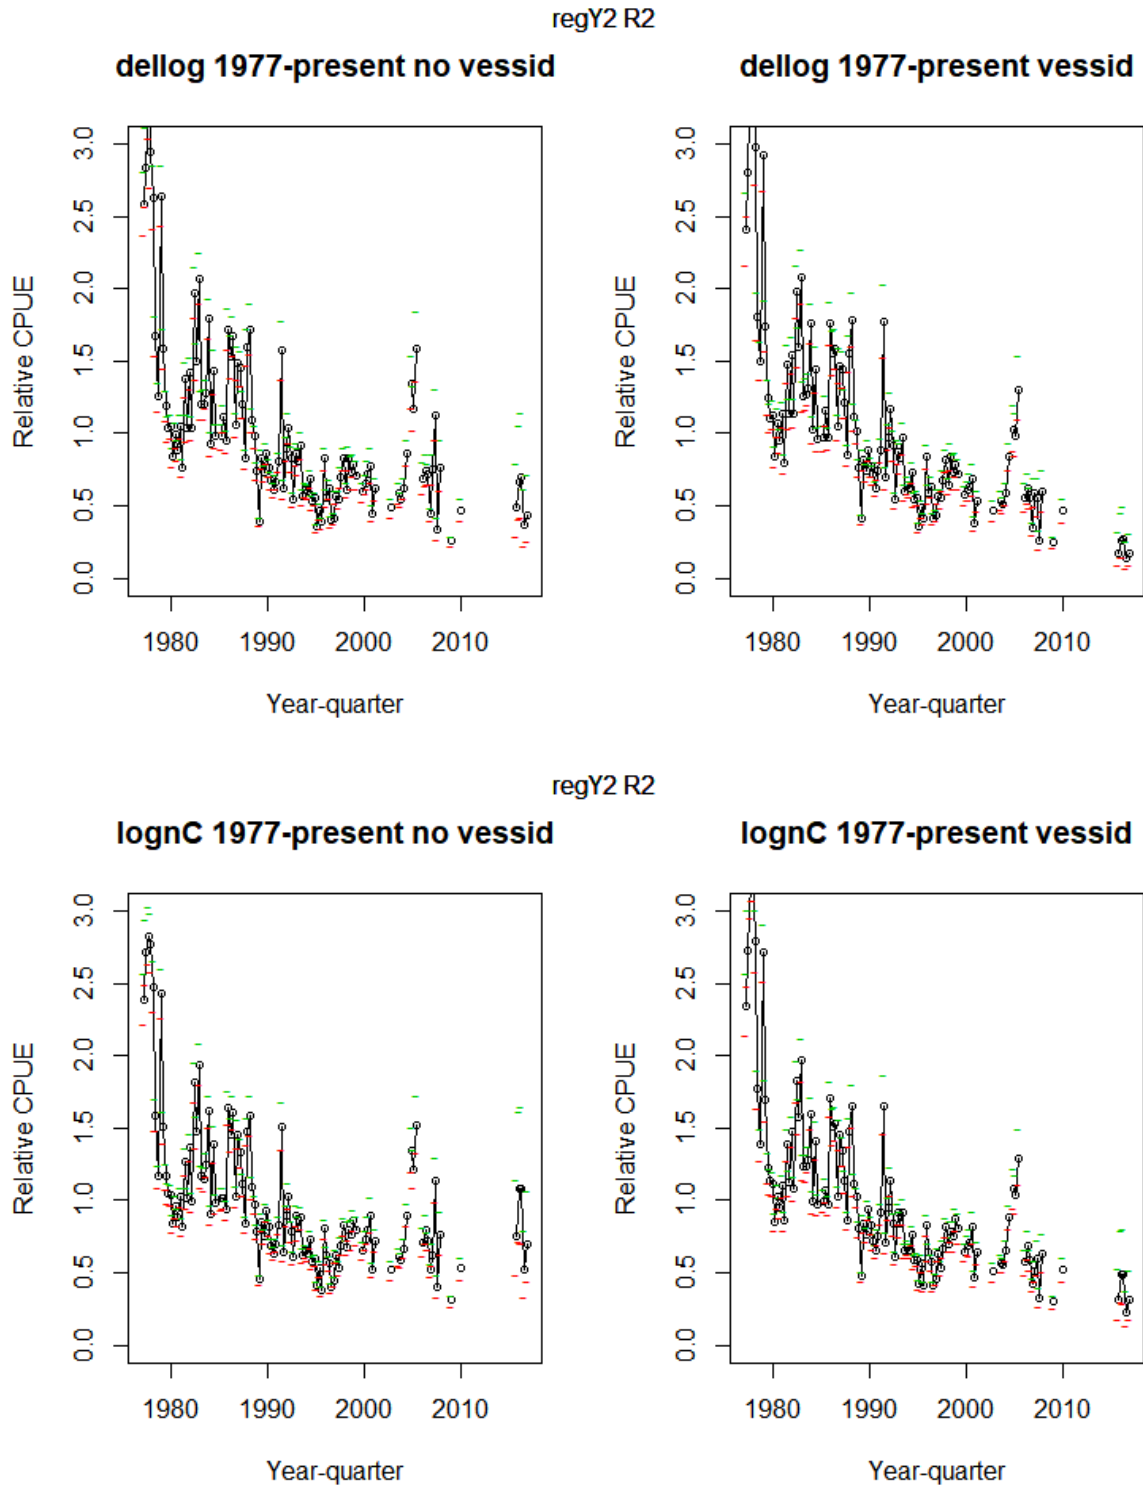 regY2 R2
dellog 1977-present no vessid
dellog 1977-present vessid
Relative CPUE
3.0
2.5
2.0
1.5
1.0
0.5
0.0
1980 1990 2000 2010
Year-quarter
Relative CPUE
3.0
2.5
2.0
1.5
1.0
0.5
0.0
1980 1990 2000 2010
Year-quarter
regY2 R2
lognC 1977-present no vessid
lognC 1977-present vessid
Relative CPUE
3.0
2.5
2.0
1.5
1.0
0.5
0.0
1980 1990 2000 2010
Year-quarter
Relative CPUE
3.0
2.5
2.0
1.5
1.0
0.5
0.0
1980 1990 2000 2010
Year-quarter